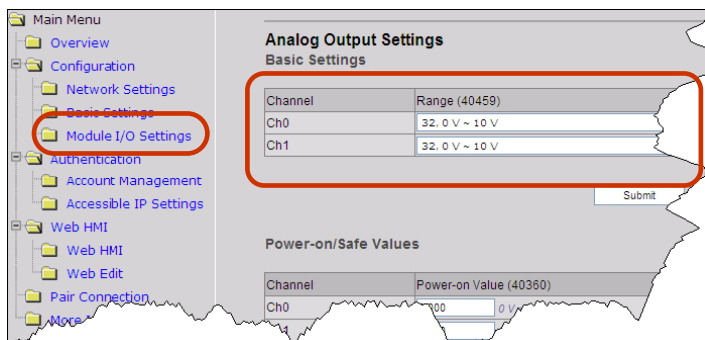 Main Menu
Overview
Configuration
Network Settings
Basic Settings
Module I/O Settings
Authentication
Account Management
Accessible IP Settings
Web HMI
Web HMI
Web Edit
Pair Connection
More
Analog Output Settings
Basic Settings
Channel Range (40459)
Ch0 32, 0 V ~ 10 V
Ch1 32, 0 V ~ 10 V
Submit
Power-on/Safe Values
Channel Power-on Value (40360)
Ch0 0 V